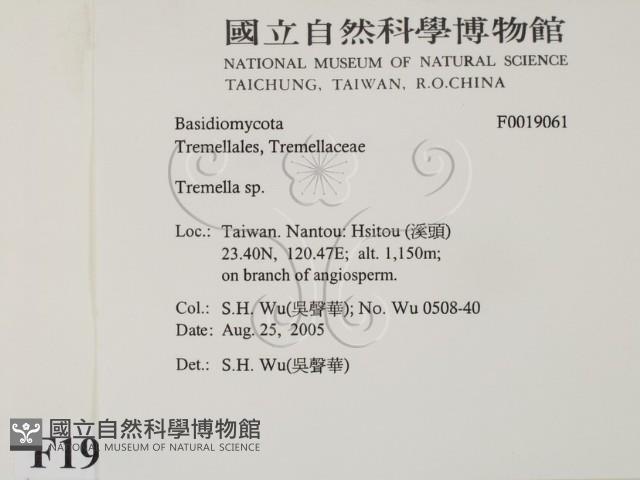 國立自然科學博物館
NATIONAL MUSEUM OF NATURAL SCIENCE
TAICHUNG, TAIWAN, R.O.CHINA
Basidiomycota F0019061
Tremellales, Tremellaceae
Tremella sp.
Loc.: Taiwan. Nantou: Hsitou (溪頭)
23.40N, 120.47E; alt. 1,150m;
on branch of angiosperm.
Col.: S.H. Wu(吳聲華); No. Wu 0508-40
Date: Aug. 25, 2005
Det.: S.H. Wu(吳聲華)
國立自然科學博物館
NATIONAL MUSEUM OF NATURAL SCIENCE
F19